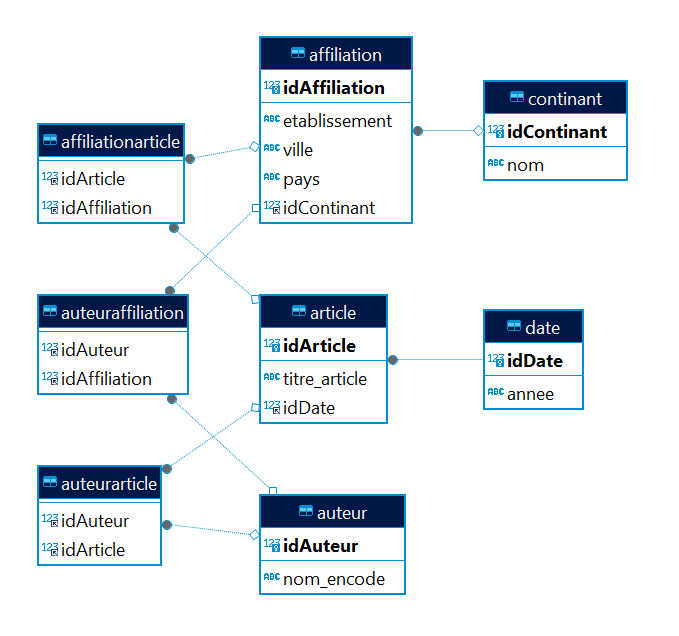 affiliation
idAffiliation
etablissement
ville
pays
idContinant
continant
idContinant
nom
affiliationarticle
idArticle
idAffiliation
auteuraffiliation
idAuteur
idAffiliation
article
idArticle
titre_article
idDate
date
idDate
annee
auteurarticle
idAuteur
idArticle
auteur
idAuteur
nom_encode